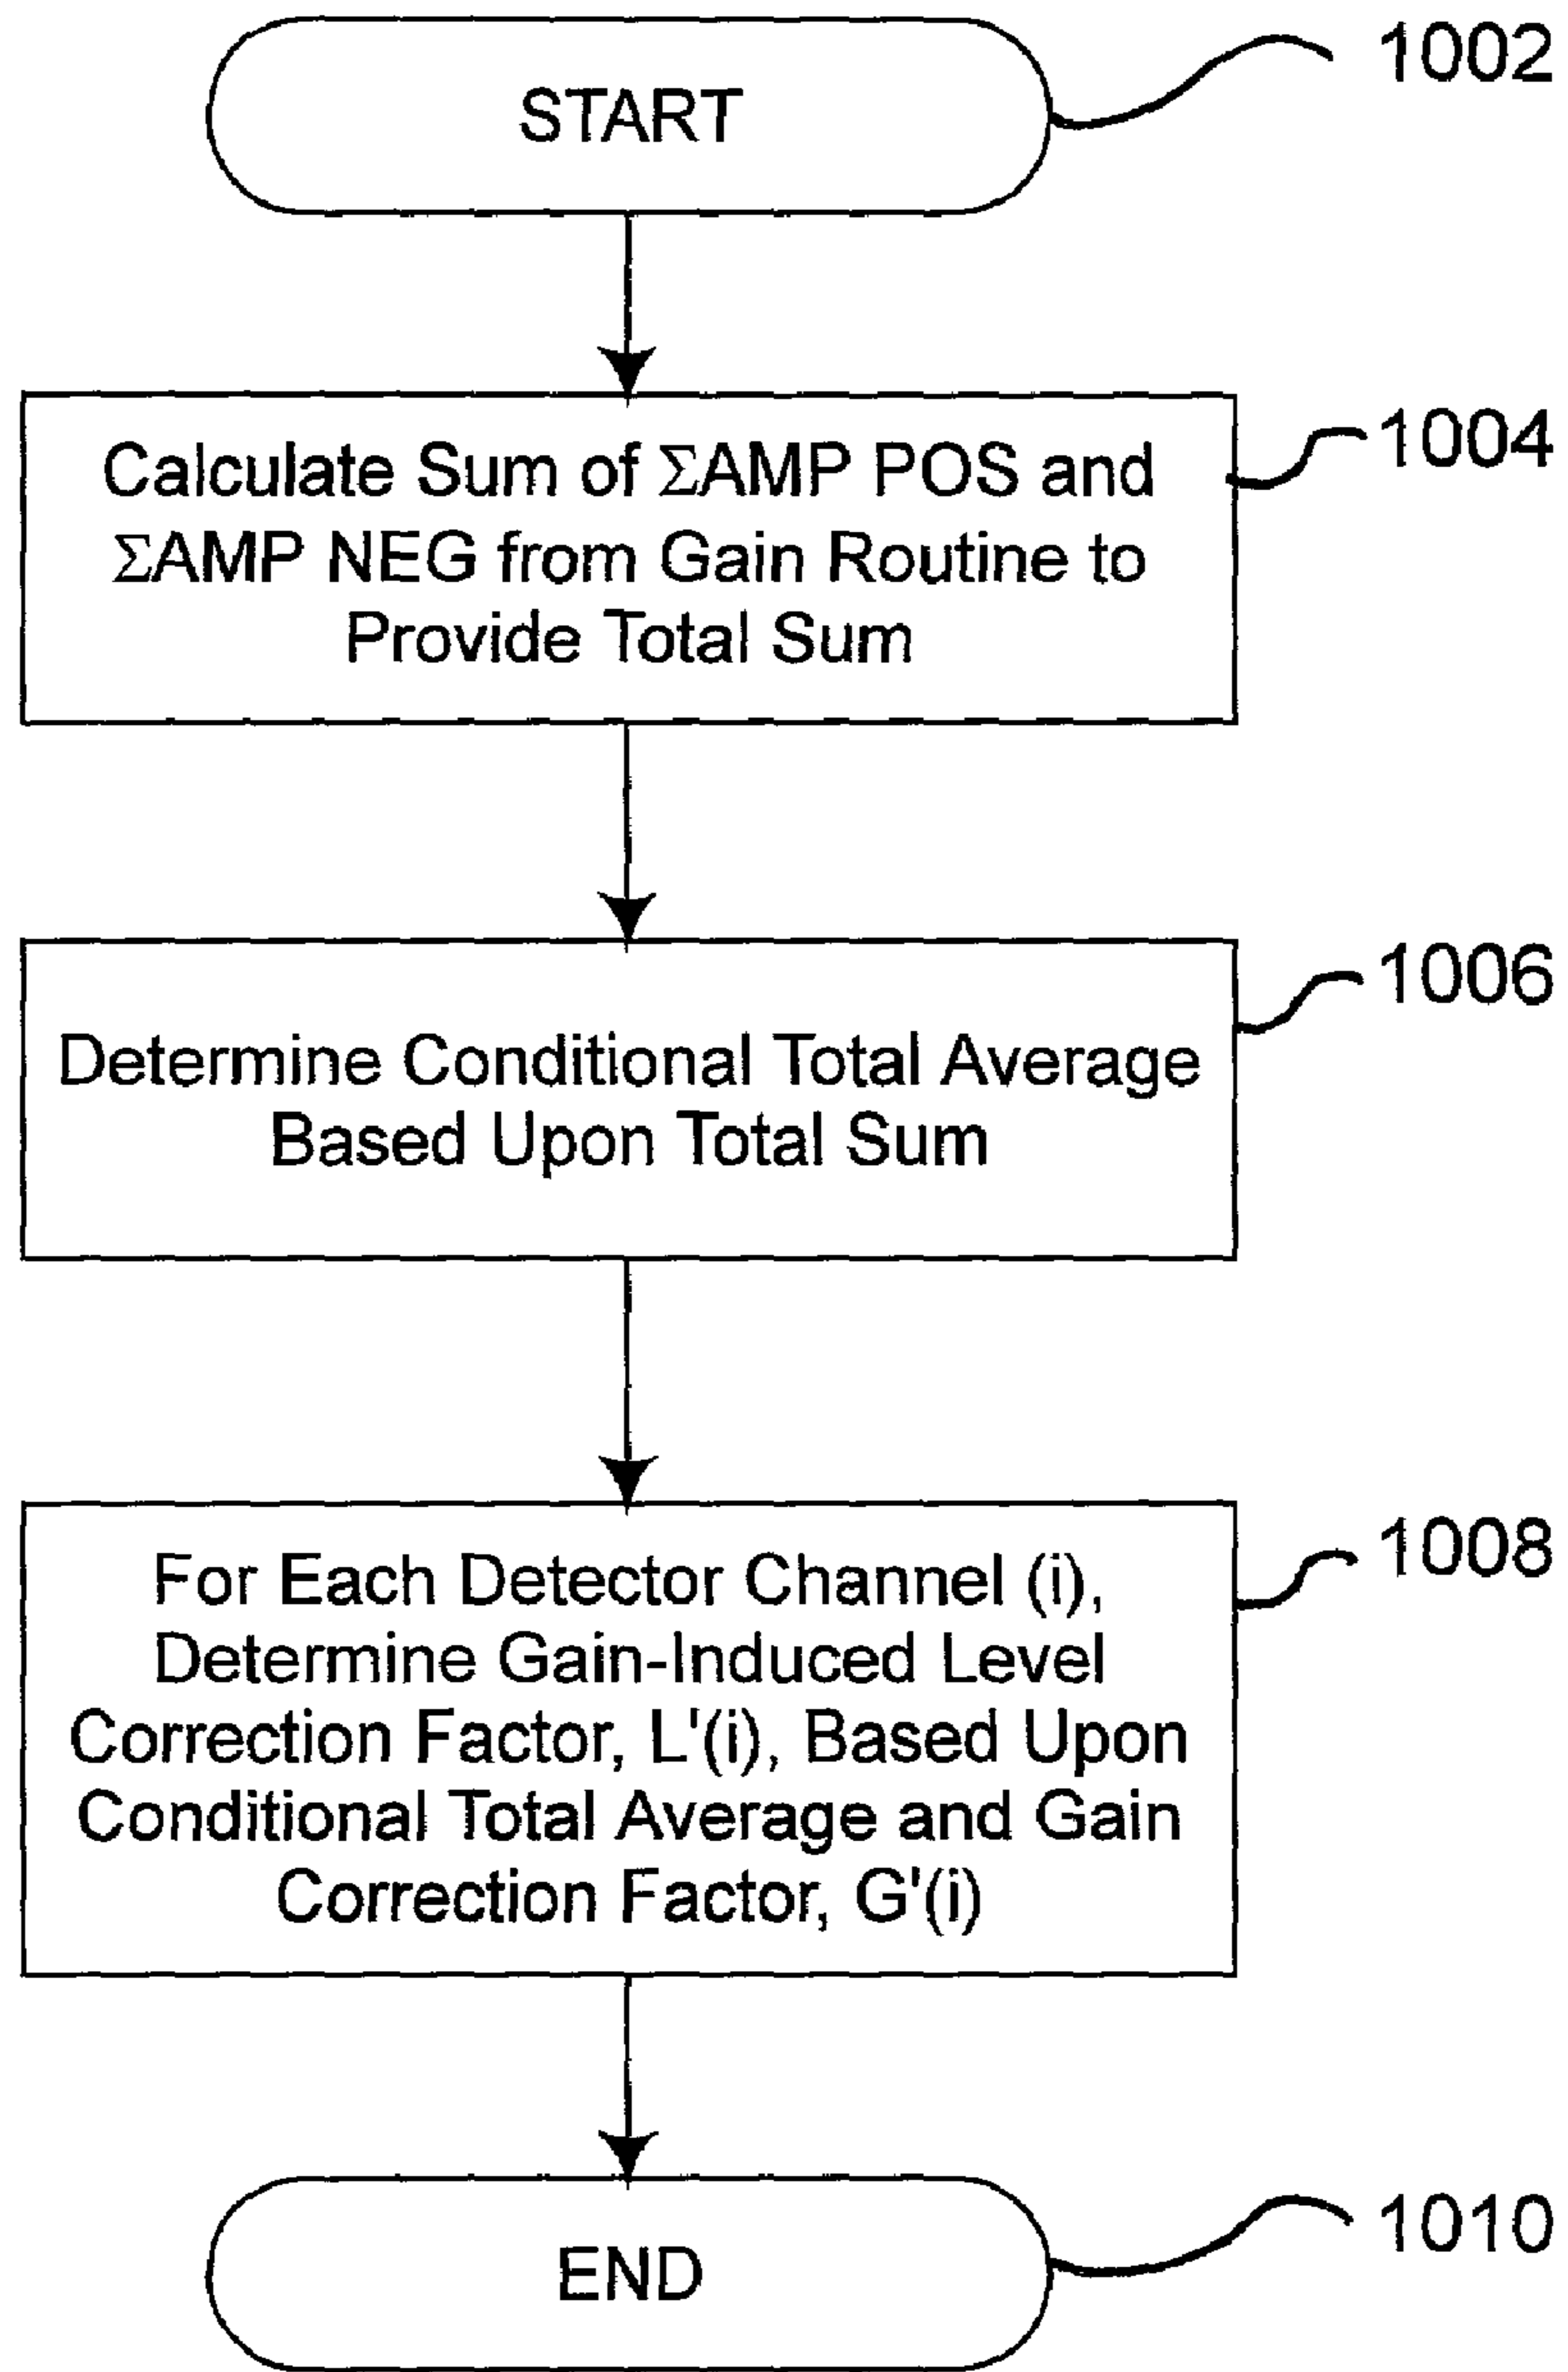 START
1002
Calculate Sum of ΣAMP POS and
ΣAMP NEG from Gain Routine to
Provide Total Sum
1004
Determine Conditional Total Average
Based Upon Total Sum
1006
For Each Detector Channel (i),
Determine Gain-Induced Level
Correction Factor, L'(i), Based Upon
Conditional Total Average and Gain
Correction Factor, G'(i)
1008
END
1010